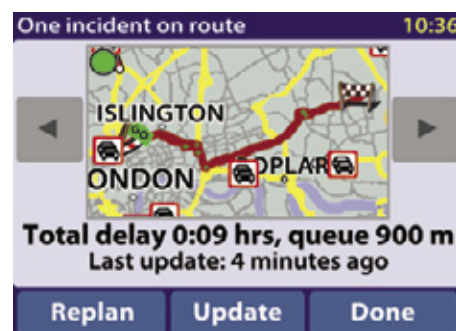 One incident on route 10:36
ISLINGTON
ONDON
OPLAR
Total delay 0:09 hrs, queue 900 m
Last update: 4 minutes ago
Replan Update Done